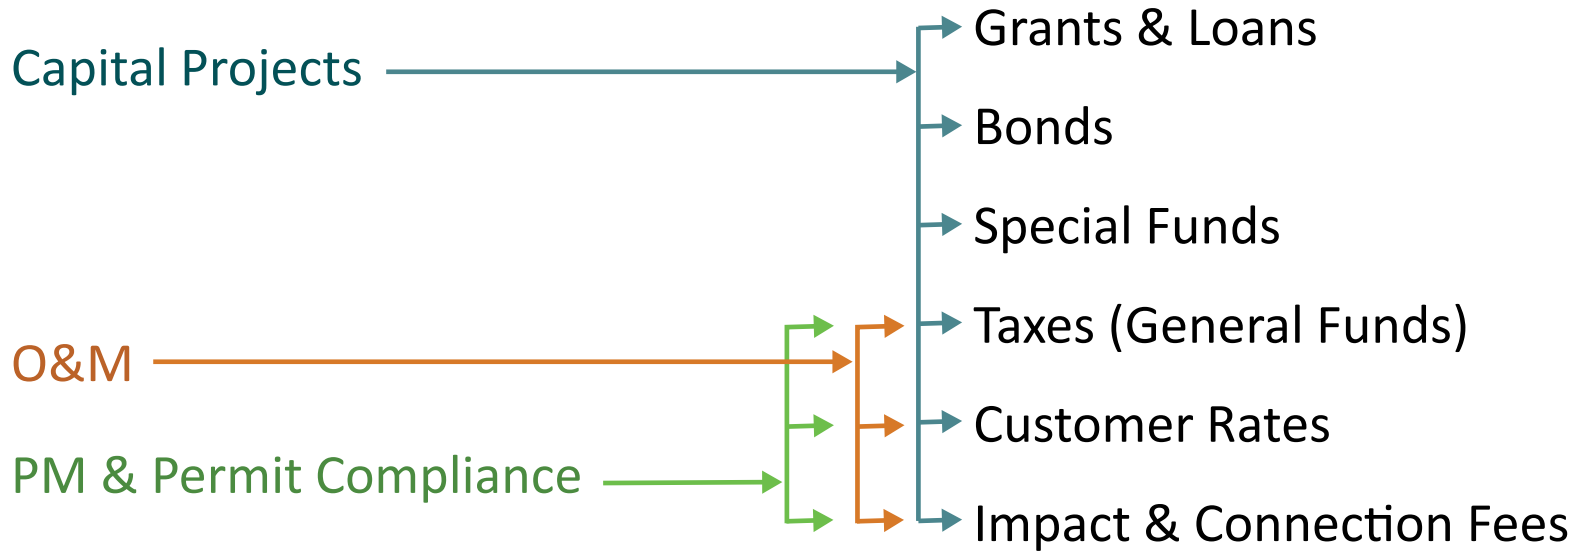 Capital Projects
O&M
PM & Permit Compliance
Grants & Loans
Bonds
Special Funds
Taxes (General Funds)
Customer Rates
Impact & Connection Fees